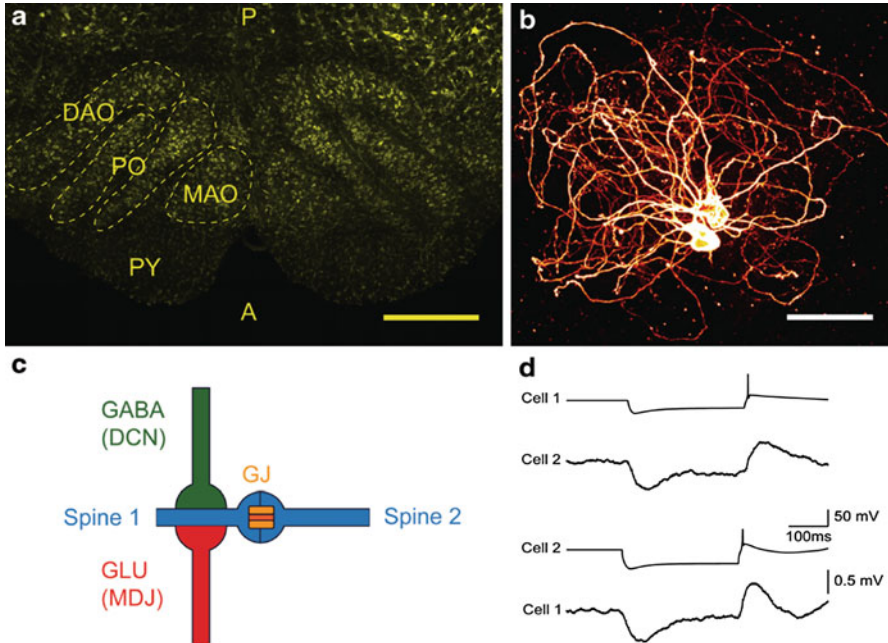 a
P
DAO
PO
MAO
PY
A
b
c
GABA
(DCN)
GJ
Spine 1
Spine 2
GLU
(MDJ)
d
Cell 1
Cell 2
50 mV
100ms
Cell 2
0.5 mV
Cell 1